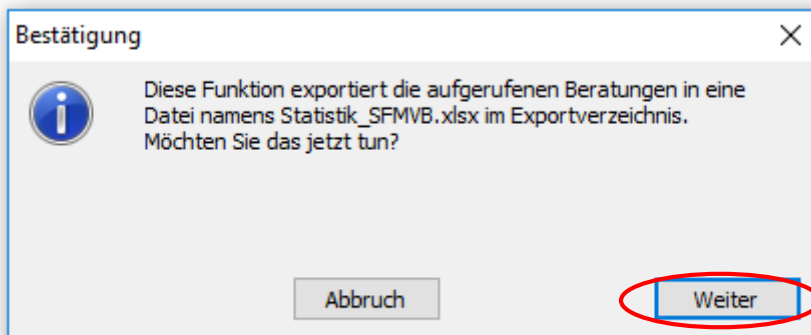 Bestätigung
Diese Funktion exportiert die aufgerufenen Beratungen in eine
Datei namens Statistik_SFMVB.xlsx im Exportverzeichnis.
Möchten Sie das jetzt tun?
Abbruch
Weiter